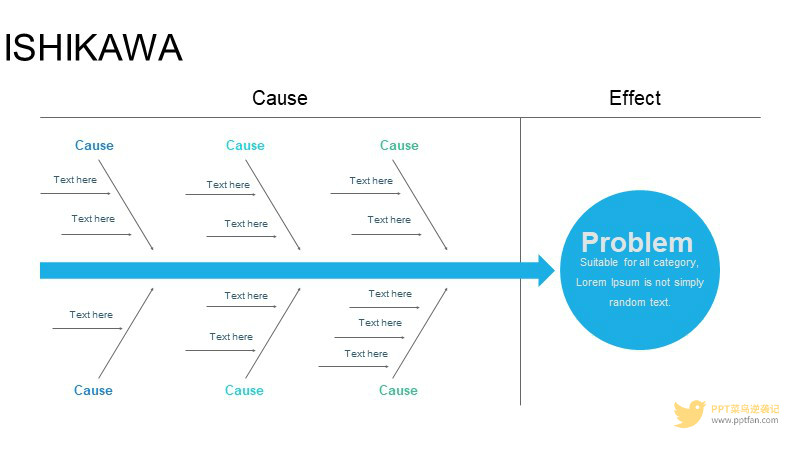 ISHIKAWA
Cause
Effect
Cause
Cause
Cause
Text here
Text here
Text here
Text here
Text here
Text here
Problem
Suitable for all category,
Lorem Ipsum is not simply
random text.
Text here
Text here
Text here
Text here
Text here
Text here
Cause
Cause
Cause
PPT菜鸟逆袭记
www.pptfan.com